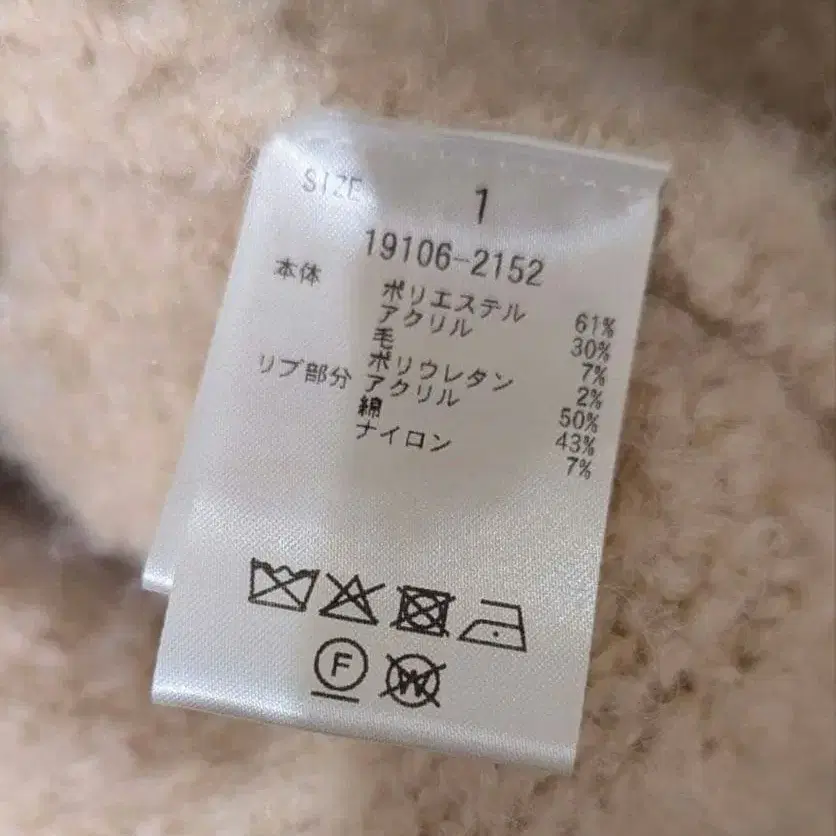 SIZE 1
19106-2152
本体 ポリエステル 61%
アクリル 30%
毛 7%
ポリウレタン 2%
リブ部分 アクリル 50%
綿 43%
ナイロン 7%
F W